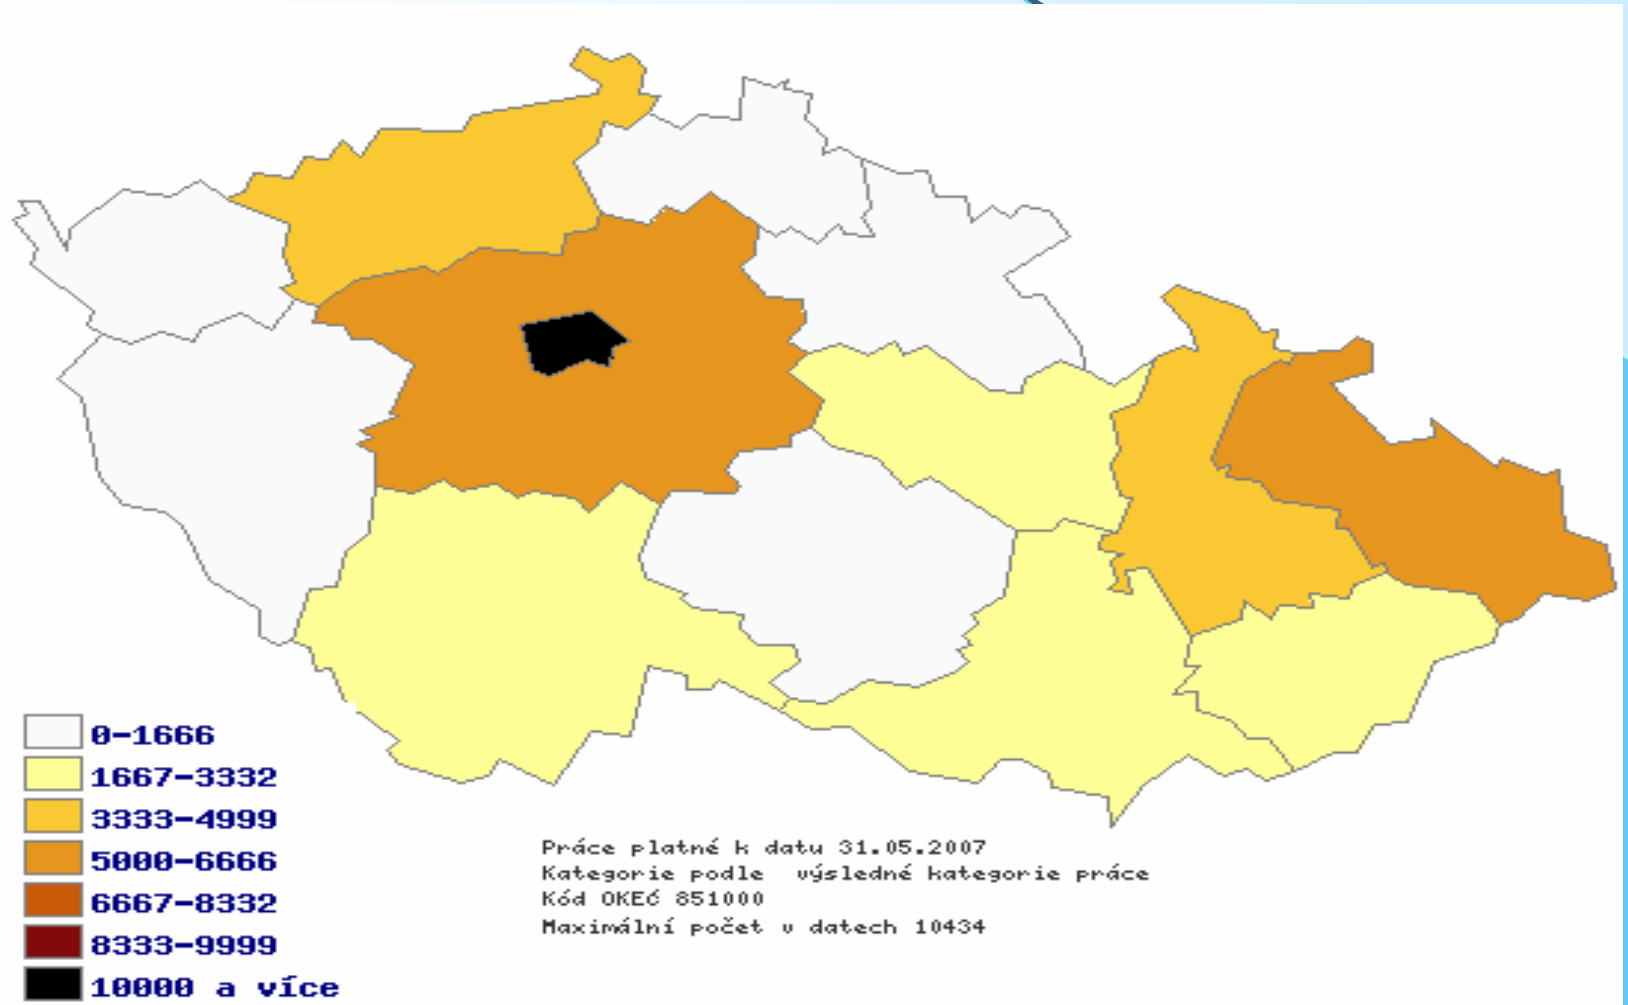 0-1666
1667-3332
3333-4999
5000-6666
6667-8332
8333-9999
10000 a více
Práce platné k datu 31.05.2007
Kategorie podle výsledné kategorie práce
Kód OKEč 851000
Maximální počet v datech 10434